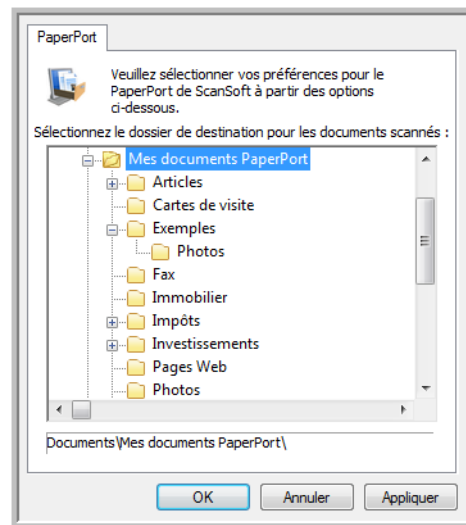 PaperPort
Veuillez sélectionner vos préférences pour le
PaperPort de ScanSoft à partir des options
ci-dessous.
Sélectionnez le dossier de destination pour les documents scannés :
Mes documents PaperPort
Articles
Cartes de visite
Exemples
Photos
Fax
Immobilier
Impôts
Investissements
Pages Web
Photos
Documents\Mes documents PaperPort\
OK
Annuler
Appliquer